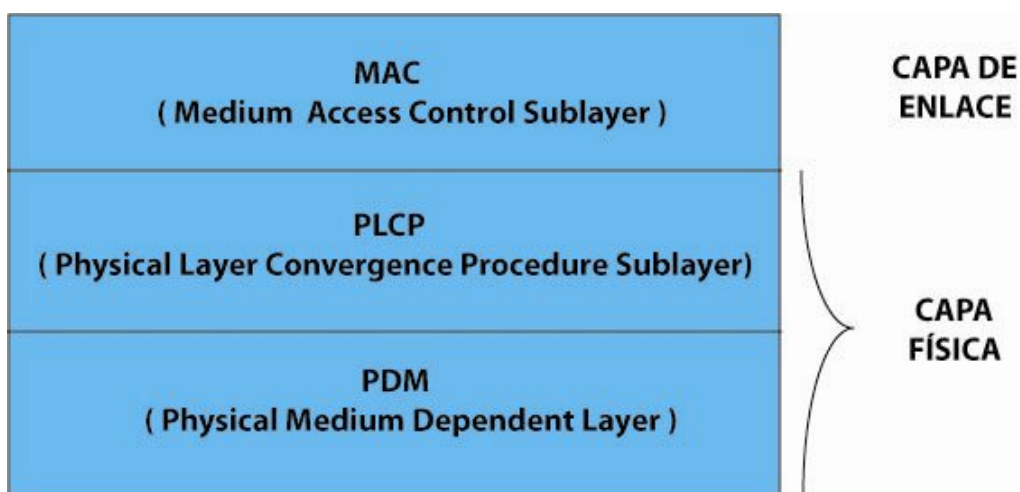 MAC
( Medium Access Control Sublayer )
CAPA DE
ENLACE
PLCP
( Physical Layer Convergence Procedure Sublayer)
PDM
( Physical Medium Dependent Layer )
CAPA
FÍSICA